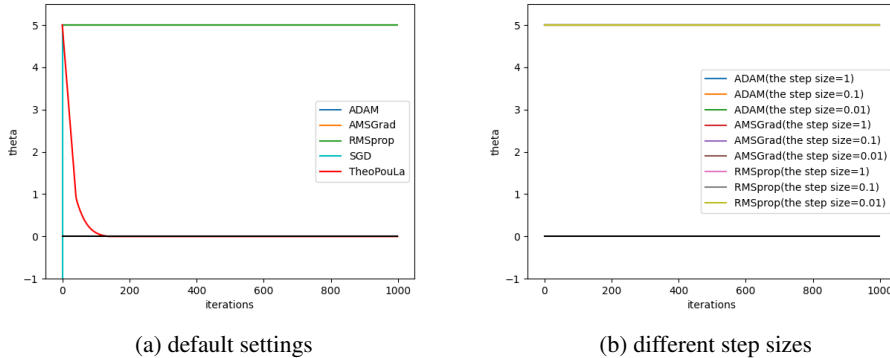 5
4
3
2
1
0
−1
theta
ADAM
AMSGrad
RMSprop
SGD
TheoPouLa
0
200
400
600
800
1000
iterations
(a) default settings
5
4
3
2
1
0
−1
theta
ADAM(the step size=1)
ADAM(the step size=0.1)
ADAM(the step size=0.01)
AMSGrad(the step size=1)
AMSGrad(the step size=0.1)
AMSGrad(the step size=0.01)
RMSprop(the step size=1)
RMSprop(the step size=0.1)
RMSprop(the step size=0.01)
0
200
400
600
800
1000
iterations
(b) different step sizes